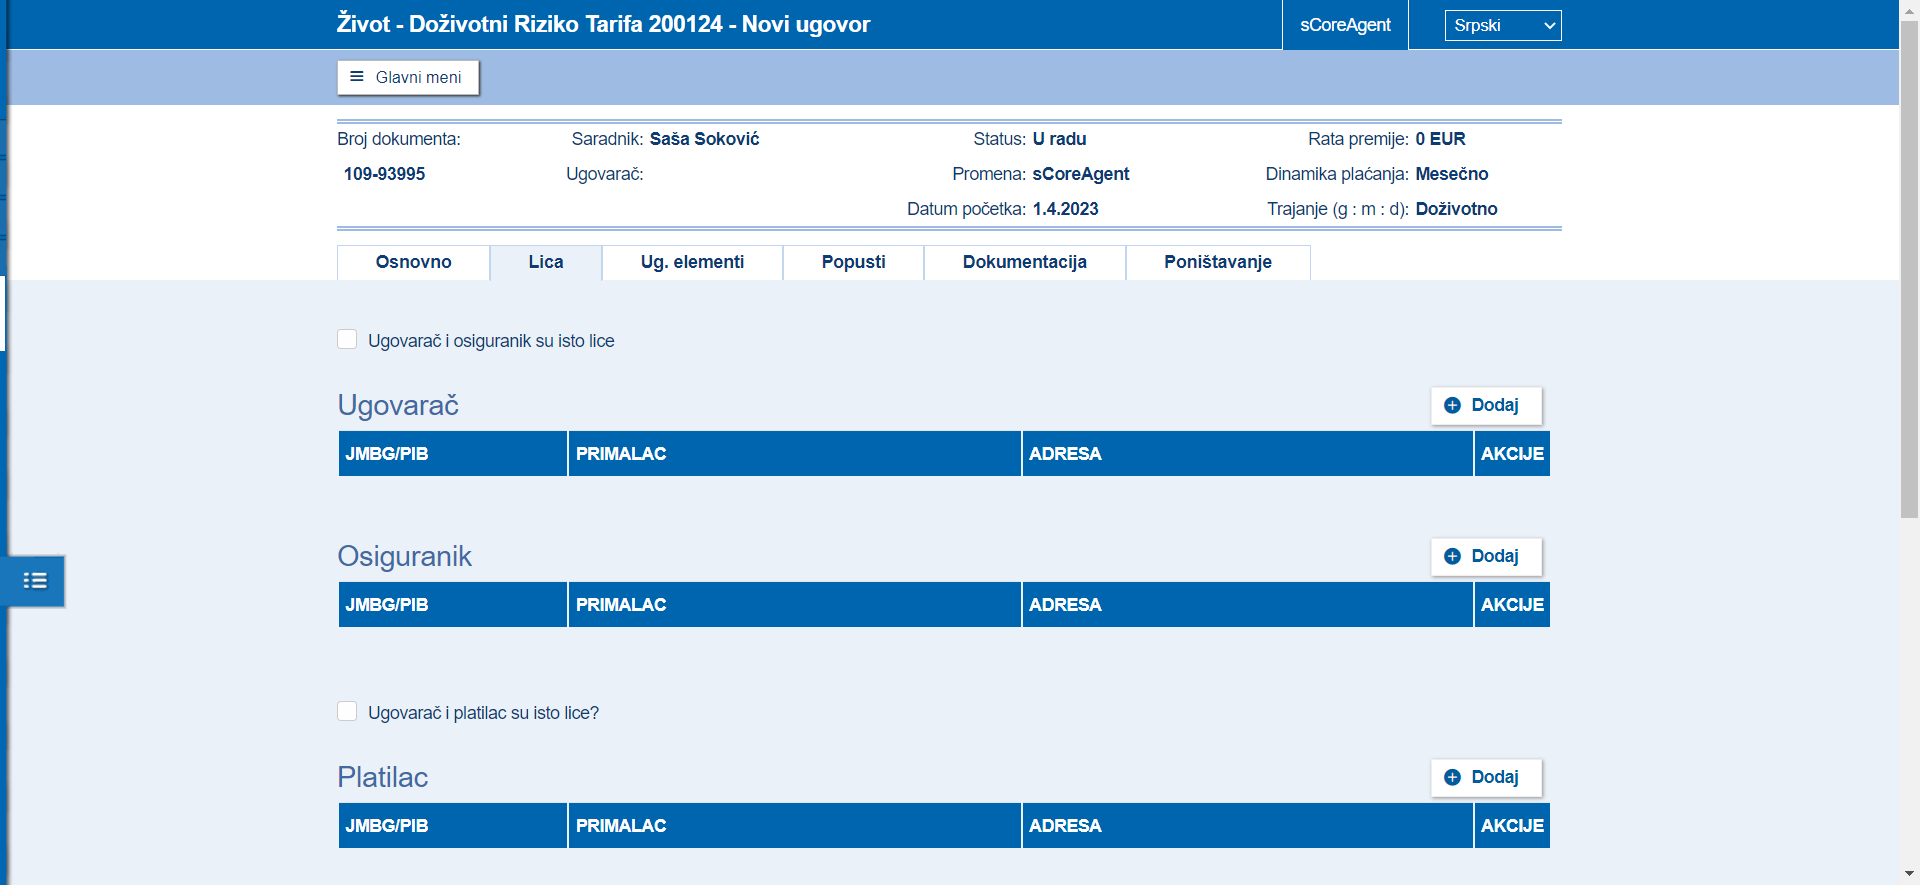 Život - Doživotni Riziko Tarifa 200124 - Novi ugovor
sCoreAgent
Srpski
Glavni meni
Broj dokumenta: Saradnik: Saša Soković Status: U radu Rata premije: 0 EUR
109-93995 Ugovarač: Promena: sCoreAgent Dinamika plaćanja: Mesečno
Datum početka: 1.4.2023 Trajanje (g : m : d): Doživotno
Osnovno Lica Ug. elementi Popusti Dokumentacija Poništavanje
Ugovarač i osiguranik su isto lice
Ugovarač Dodaj
JMBG/PIB PRIMALAC ADRESA AKCIJE
Osiguranik Dodaj
JMBG/PIB PRIMALAC ADRESA AKCIJE
Ugovarač i platilac su isto lice?
Platilac Dodaj
JMBG/PIB PRIMALAC ADRESA AKCIJE